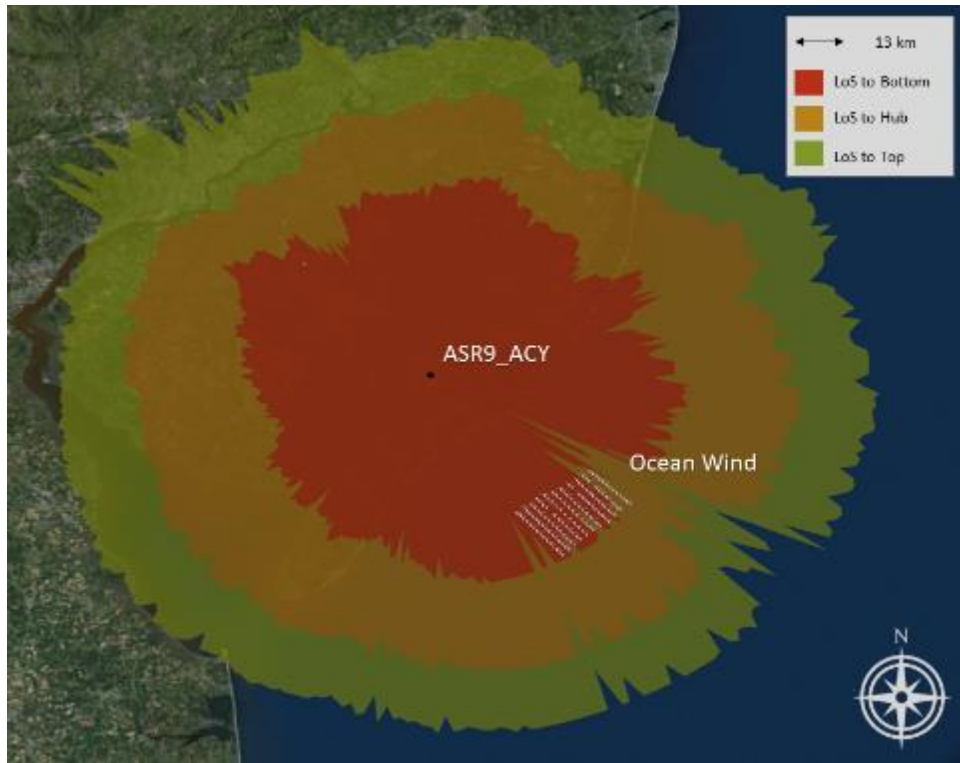 13 km
LoS to Bottom
LoS to Hub
LoS to Top
ASR9_ACY
Ocean Wind
N